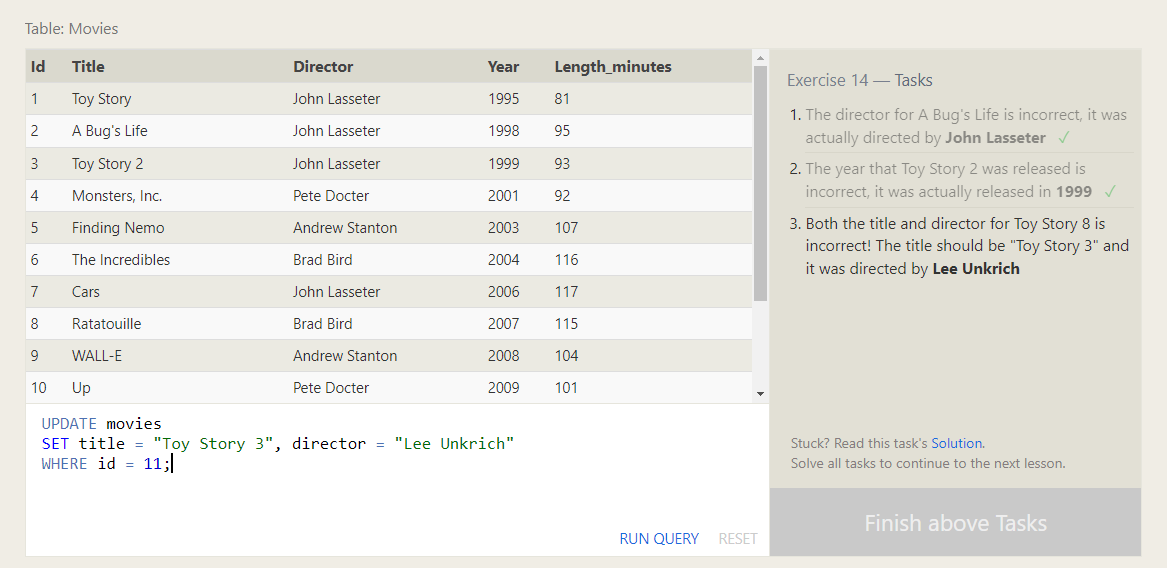 Table: Movies
Id Title Director Year Length_minutes
1 Toy Story John Lasseter 1995 81
2 A Bug's Life John Lasseter 1998 95
3 Toy Story 2 John Lasseter 1999 93
4 Monsters, Inc. Pete Docter 2001 92
5 Finding Nemo Andrew Stanton 2003 107
6 The Incredibles Brad Bird 2004 116
7 Cars John Lasseter 2006 117
8 Ratatouille Brad Bird 2007 115
9 WALL-E Andrew Stanton 2008 104
10 Up Pete Docter 2009 101
UPDATE movies
SET title = "Toy Story 3", director = "Lee Unkrich"
WHERE id = 11;
RUN QUERY RESET
Exercise 14 — Tasks
1. The director for A Bug's Life is incorrect, it was
actually directed by John Lasseter ✓
2. The year that Toy Story 2 was released is
incorrect, it was actually released in 1999 ✓
3. Both the title and director for Toy Story 8 is
incorrect! The title should be "Toy Story 3" and
it was directed by Lee Unkrich
Stuck? Read this task's Solution.
Solve all tasks to continue to the next lesson.
Finish above Tasks